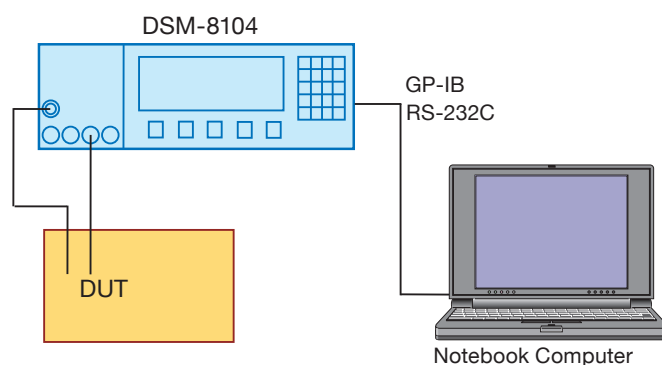 DSM-8104
GP-IB
RS-232C
DUT
Notebook Computer